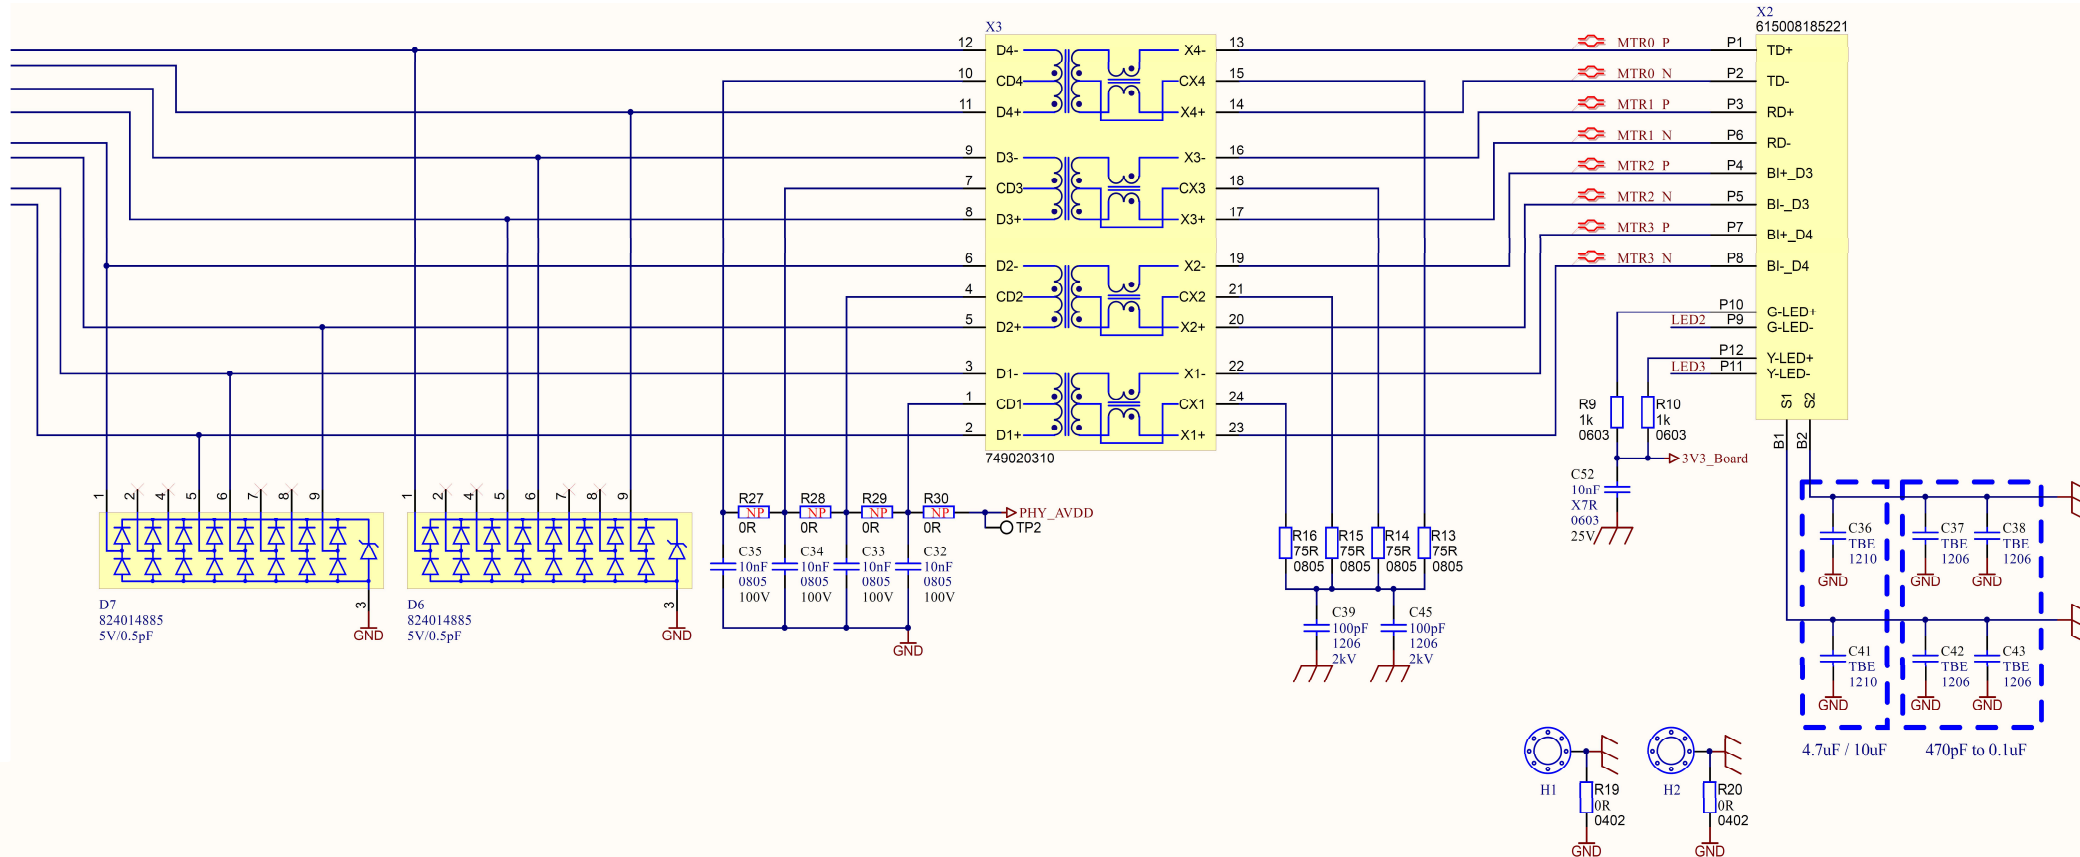 X3
12 D4- X4- 13
10 CD4 CX4 15
11 D4+ X4+ 14
9 D3- X3- 16
7 CD3 CX3 18
8 D3+ X3+ 17
6 D2- X2- 19
4 CD2 CX2 21
5 D2+ X2+ 20
3 D1- X1- 22
1 CD1 CX1 24
2 D1+ X1+ 23
749020310
X2
615008185221
MTR0_P P1 TD+
MTR0_N P2 TD-
MTR1_P P3 RD+
MTR1_N P6 RD-
MTR2_P P4 BI+_D3
MTR2_N P5 BI-_D3
MTR3_P P7 BI+_D4
MTR3_N P8 BI-_D4
P10 G-LED+
LED2 P9 G-LED-
P12 Y-LED+
LED3 P11 Y-LED-
S1 S2
B1 B2
R9
1k
0603
R10
1k
0603
3V3_Board
C52
10nF
X7R
0603
25V
1 2 4 5 6 7 8 9
3
D7
824014885
5V/0.5pF
GND
1 2 4 5 6 7 8 9
3
D6
824014885
5V/0.5pF
GND
R27 R28 R29 R30
NP NP NP NP
0R 0R 0R 0R
PHY_AVDD
TP2
C35 C34 C33 C32
10nF 10nF 10nF 10nF
0805 0805 0805 0805
100V 100V 100V 100V
GND
R16 R15 R14 R13
75R 75R 75R 75R
0805 0805 0805 0805
C39 C45
100pF 100pF
1206 1206
2kV 2kV
C36 C37 C38
TBE TBE TBE
1210 1206 1206
GND GND GND
C41 C42 C43
TBE TBE TBE
1210 1206 1206
GND GND GND
4.7uF / 10uF 470pF to 0.1uF
H1 R19
0R
0402
GND
H2 R20
0R
0402
GND